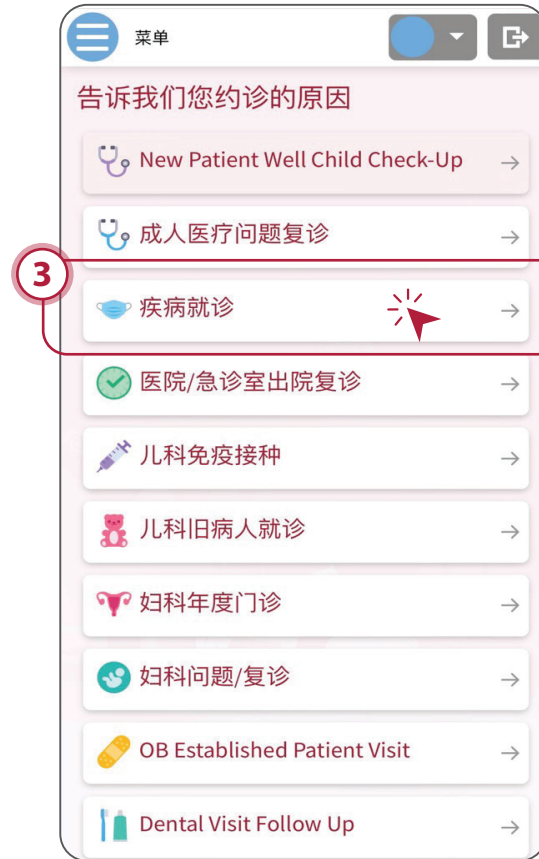 菜单
告诉我们您约诊的原因
New Patient Well Child Check-Up
成人医疗问题复诊
3
疾病就诊
医院/急诊室出院复诊
儿科免疫接种
儿科旧病人就诊
妇科年度门诊
妇科问题/复诊
OB Established Patient Visit
Dental Visit Follow Up